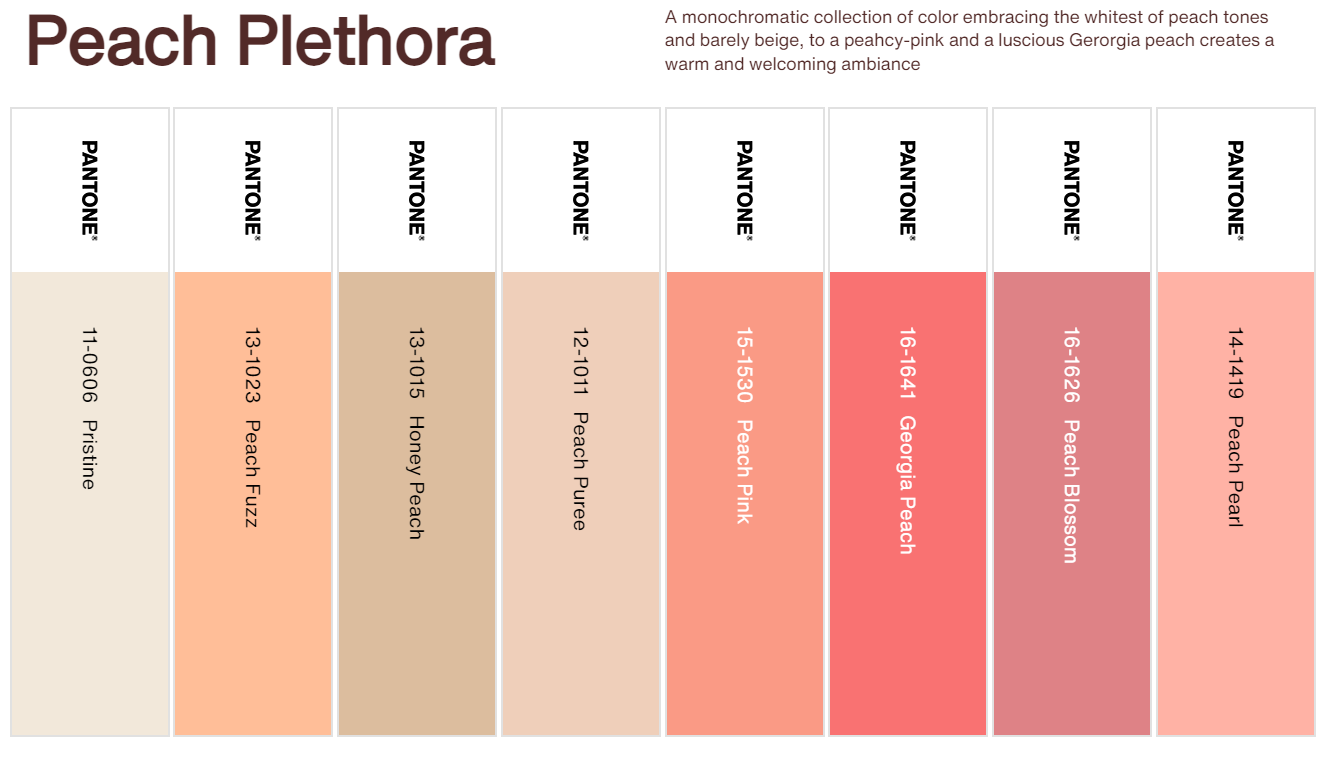 Peach Plethora
A monochromatic collection of color embracing the whitest of peach tones
and barely beige, to a peahcy-pink and a luscious Gerorgia peach creates a
warm and welcoming ambiance
PANTONE®
11-0606 Pristine
PANTONE®
13-1023 Peach Fuzz
PANTONE®
13-1015 Honey Peach
PANTONE®
12-1011 Peach Puree
PANTONE®
15-1530 Peach Pink
PANTONE®
16-1641 Georgia Peach
PANTONE®
16-1626 Peach Blossom
PANTONE®
14-1419 Peach Pearl